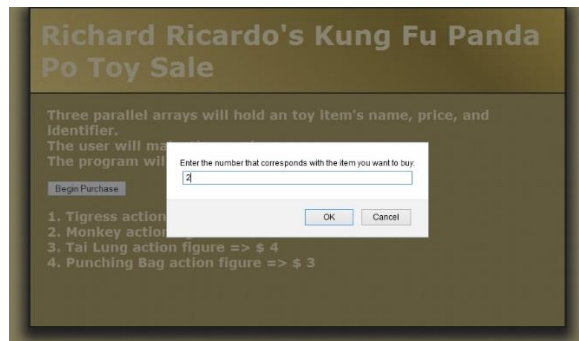 Richard Ricardo's Kung Fu Panda
Po Toy Sale
Three parallel arrays will hold an toy item's name, price, and
identifier.
The user will
The program wil
Enter the number that corresponds with the item you want to buy:
2
Begin Purchase
OK Cancel
1. Tigress action
2. Monkey action
3. Tai Lung action figure => $ 4
4. Punching Bag action figure => $ 3